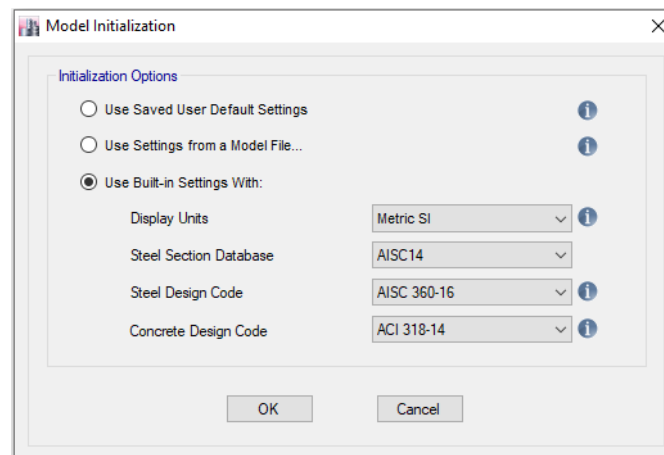 Model Initialization
Initialization Options
Use Saved User Default Settings
Use Settings from a Model File...
Use Built-in Settings With:
Display Units Metric SI
Steel Section Database AISC14
Steel Design Code AISC 360-16
Concrete Design Code ACI 318-14
OK Cancel